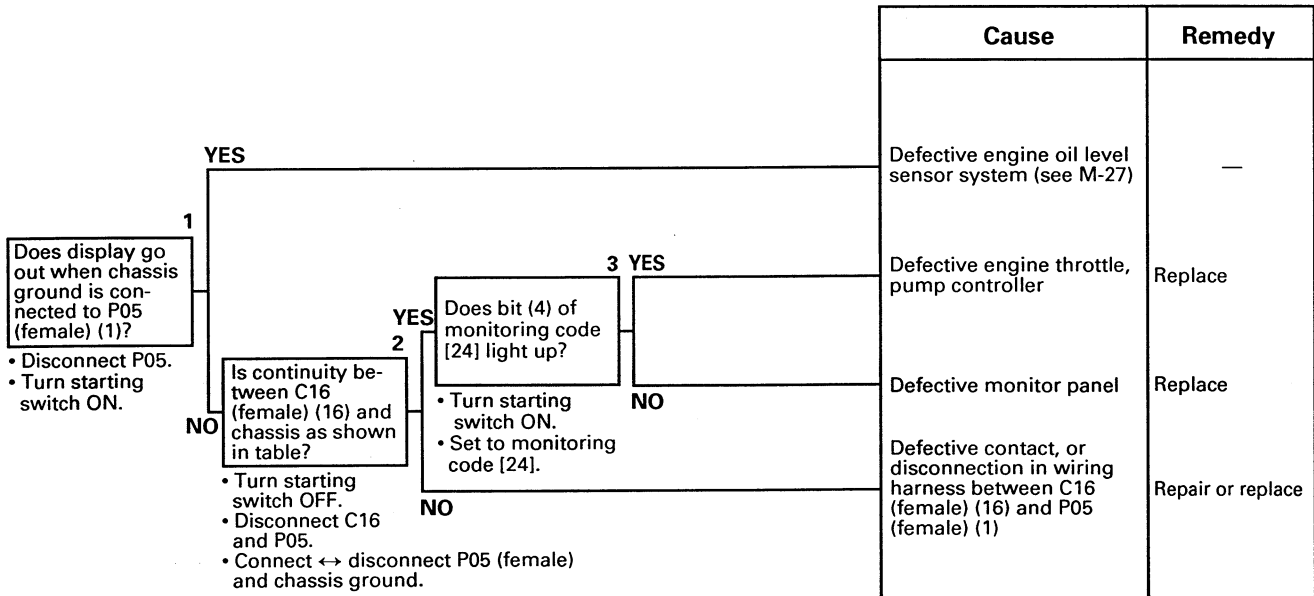 Cause
Remedy
YES
Defective engine oil level
sensor system (see M-27)
—
1
Does display go
out when chassis
ground is con-
nected to P05
(female) (1)?
• Disconnect P05.
• Turn starting
switch ON.
NO
YES
2
Is continuity be-
tween C16
(female) (16) and
chassis as shown
in table?
• Turn starting
switch OFF.
• Disconnect C16
and P05.
• Connect ↔ disconnect P05 (female)
and chassis ground.
3 YES
Does bit (4) of
monitoring code
[24] light up?
• Turn starting
switch ON.
• Set to monitoring
code [24].
Defective engine throttle,
pump controller
Replace
NO
Defective monitor panel
Replace
NO
Defective contact, or
disconnection in wiring
harness between C16
(female) (16) and P05
(female) (1)
Repair or replace